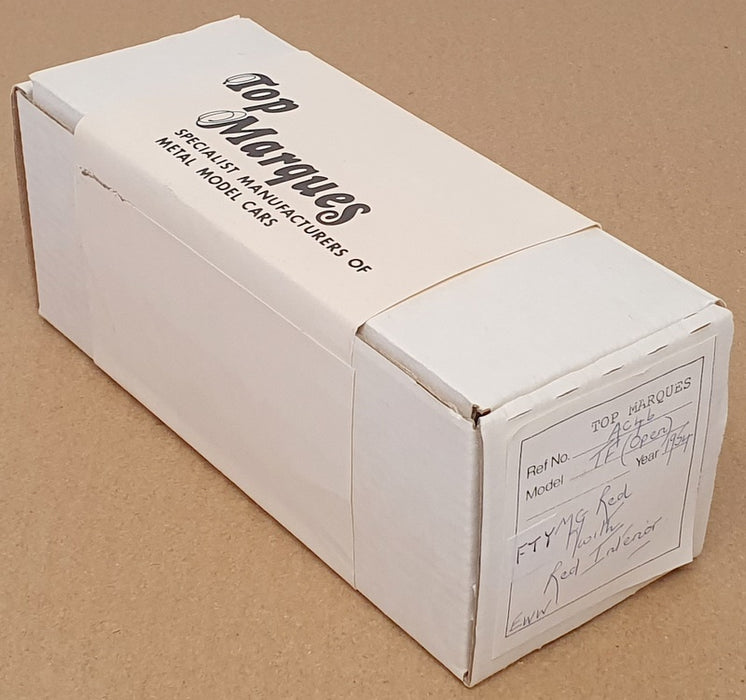 Top
Marques
SPECIALIST MANUFACTURERS OF
METAL MODEL CARS
TOP MARQUES
Ref No. AC46
Model TF (Open) Year 1954
FTY MG Red
with
Red Interior
EWW